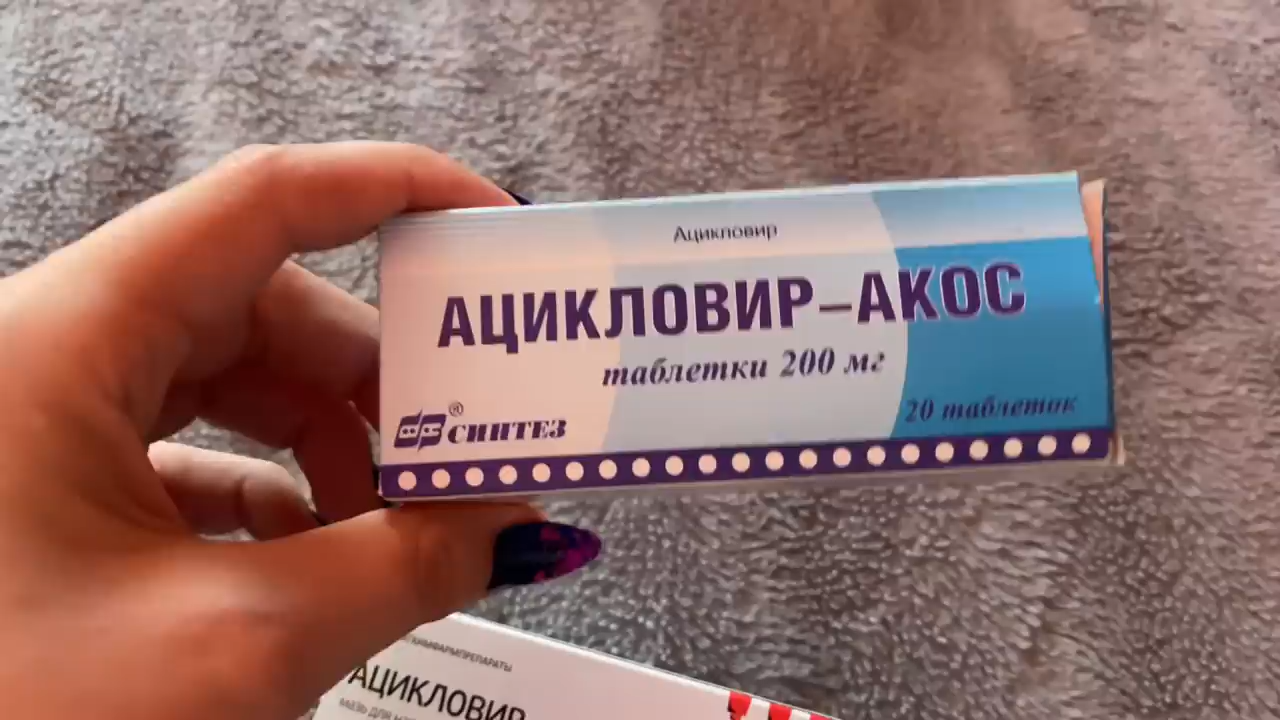 Ацикловир
АЦИКЛОВИР-АКОС
таблетки 200 мг
® СИНТЕЗ
20 таблеток
ХИМФАРМПРЕПАРАТЫ
АЦИКЛОВИР
МАЗЬ ДЛЯ